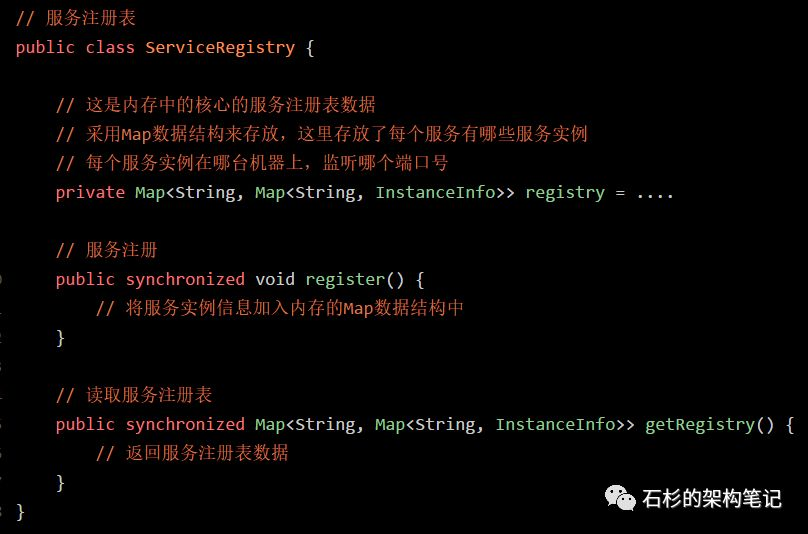 // 服务注册表
public class ServiceRegistry {
// 这是内存中的核心的服务注册表数据
// 采用Map数据结构来存放，这里存放了每个服务有哪些服务实例
// 每个服务实例在哪台机器上，监听哪个端口号
private Map<String, Map<String, InstanceInfo>> registry = ....
// 服务注册
public synchronized void register() {
// 将服务实例信息加入内存的Map数据结构中
}
// 读取服务注册表
public synchronized Map<String, Map<String, InstanceInfo>> getRegistry() {
// 返回服务注册表数据
}
石杉的架构笔记
}